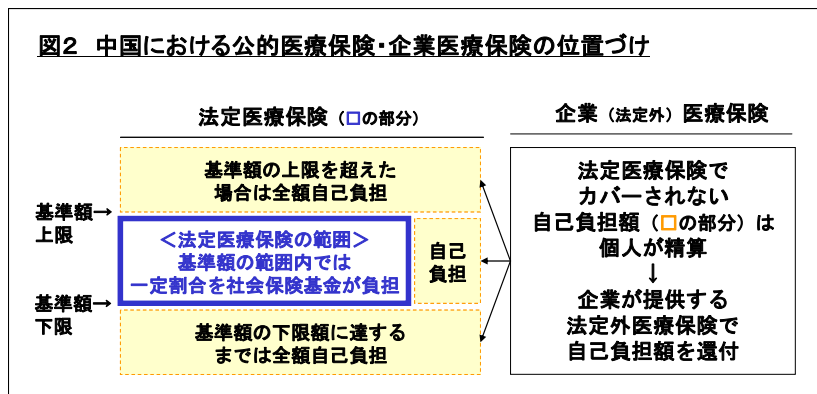 図2 中国における公的医療保険・企業医療保険の位置づけ
法定医療保険(□の部分)
企業(法定外)医療保険
基準額の上限を超えた
場合は全額自己負担
基準額→
上限
<法定医療保険の範囲>
基準額の範囲内では
一定割合を社会保険基金が負担
自己
負担
基準額→
下限
基準額の下限額に達する
までは全額自己負担
法定医療保険で
カバーされない
自己負担額(□の部分)は
個人が精算
↓
企業が提供する
法定外医療保険で
自己負担額を還付